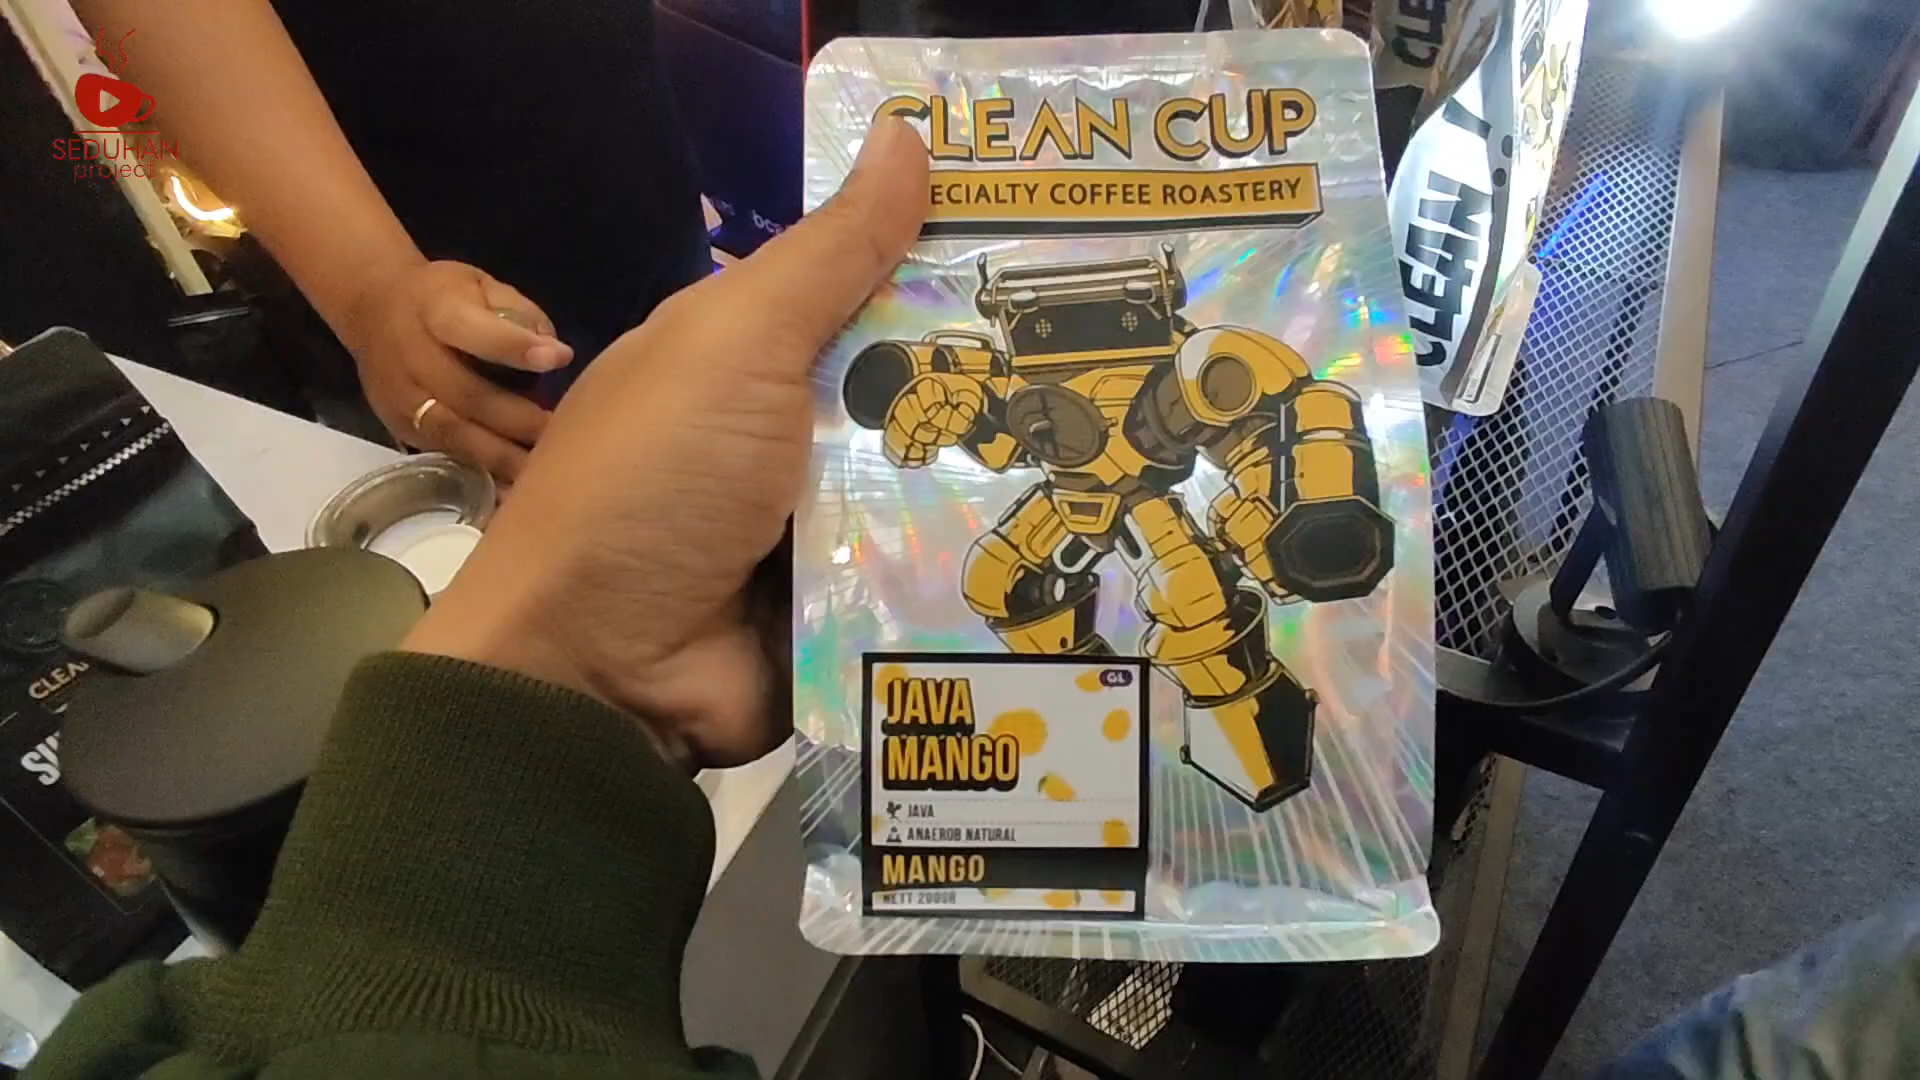 SEDUHAN
project
CLEAN CUP
ECIALTY COFFEE ROASTERY
CLEAN
JAVA
MANGO
GL
JAVA
ANAEROB NATURAL
MANGO
NETT 200GR